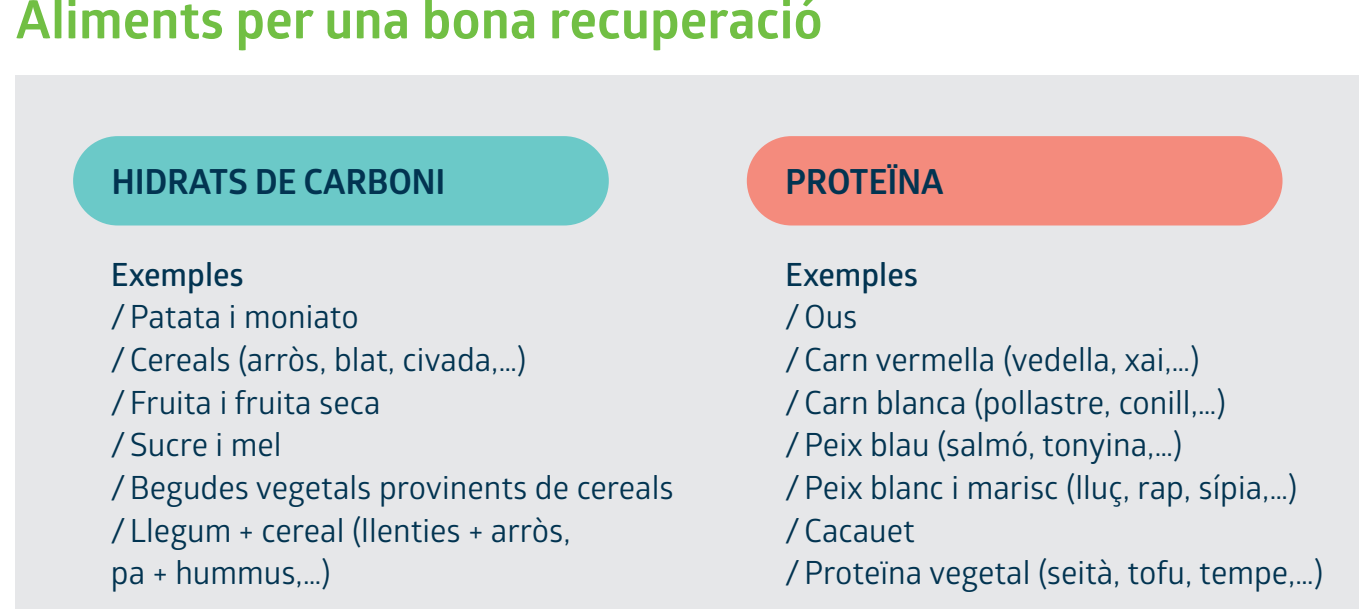 Aliments per una bona recuperació
HIDRATS DE CARBONI
Exemples
/ Patata i moniato
/ Cereals (arròs, blat, civada,...)
/ Fruita i fruita seca
/ Sucre i mel
/ Begudes vegetals provinents de cereals
/ Llegum + cereal (llenties + arròs,
pa + hummus,...)
PROTEÏNA
Exemples
/ Ous
/ Carn vermella (vedella, xai,...)
/ Carn blanca (pollastre, conill,...)
/ Peix blau (salmó, tonyina,...)
/ Peix blanc i marisc (lluç, rap, sípia,...)
/ Cacauet
/ Proteïna vegetal (seità, tofu, tempe,...)